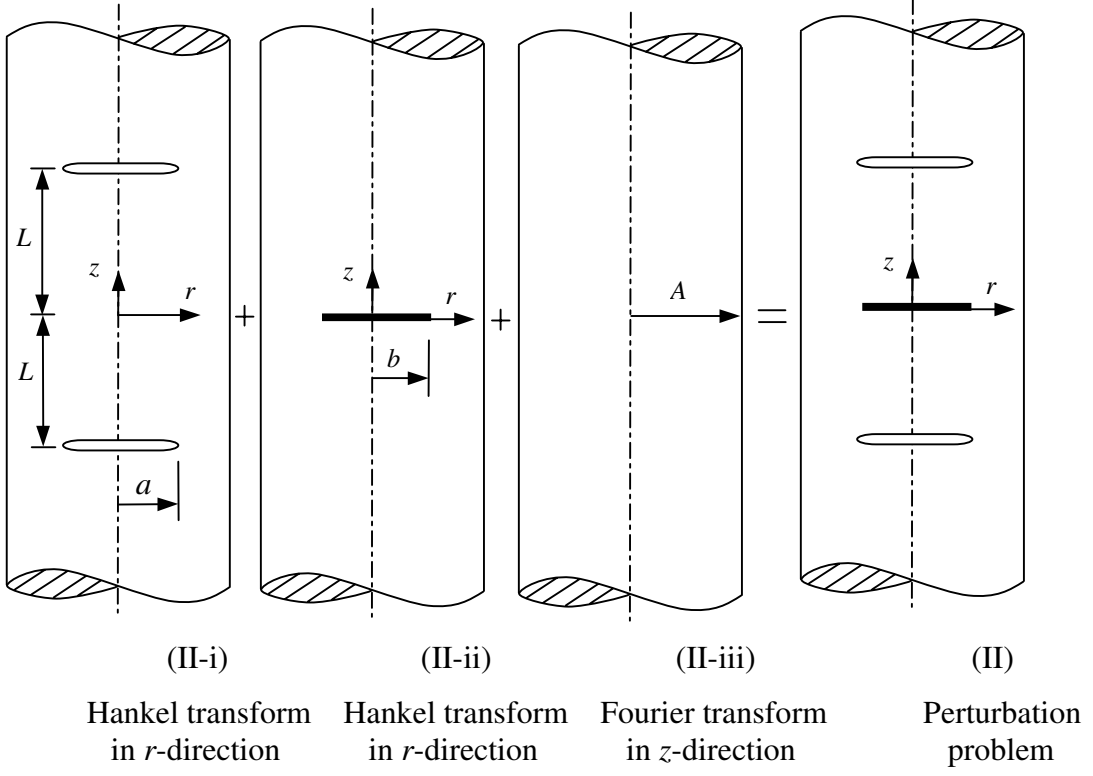 L
z
r
L
a
+
z
r
b
+
A
=
z
r
(II-i)
(II-ii)
(II-iii)
(II)
Hankel transform
in r-direction
Hankel transform
in r-direction
Fourier transform
in z-direction
Perturbation
problem